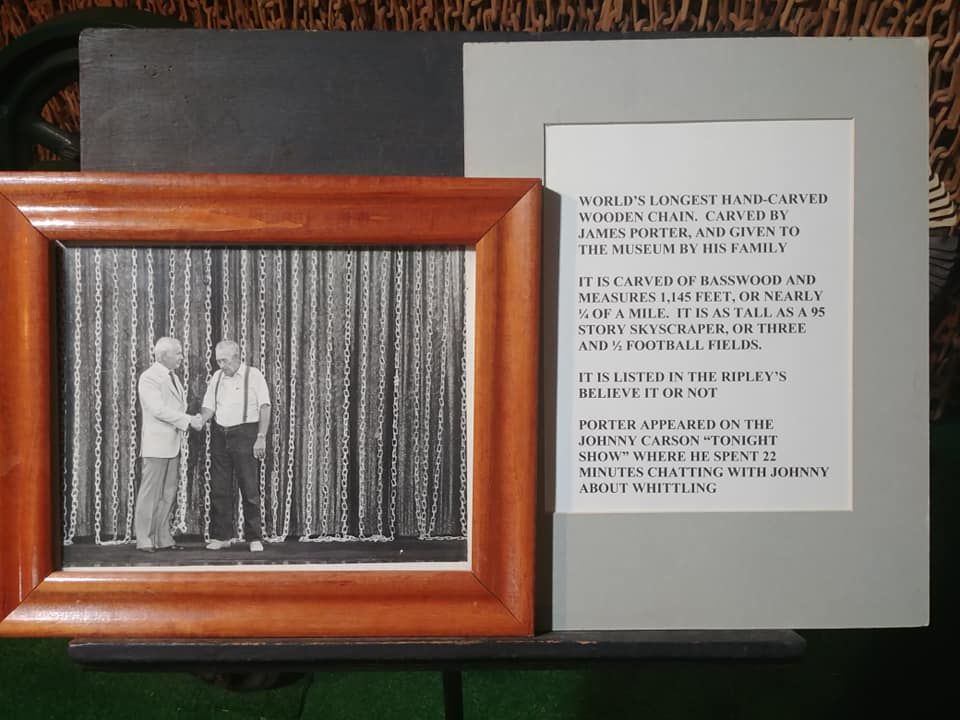 WORLD'S LONGEST HAND-CARVED
WOODEN CHAIN. CARVED BY
JAMES PORTER, AND GIVEN TO
THE MUSEUM BY HIS FAMILY
IT IS CARVED OF BASSWOOD AND
MEASURES 1,145 FEET, OR NEARLY
¼ OF A MILE. IT IS AS TALL AS A 95
STORY SKYSCRAPER, OR THREE
AND ½ FOOTBALL FIELDS.
IT IS LISTED IN THE RIPLEY'S
BELIEVE IT OR NOT
PORTER APPEARED ON THE
JOHNNY CARSON "TONIGHT
SHOW" WHERE HE SPENT 22
MINUTES CHATTING WITH JOHNNY
ABOUT WHITTLING